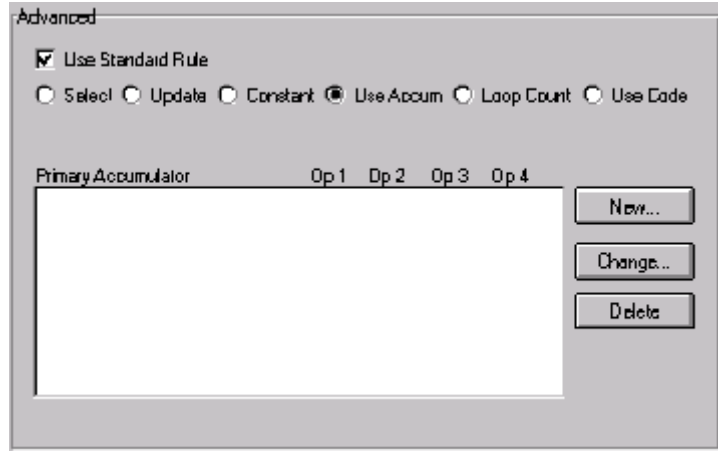 Advanced
Use Standard Rule
Select Update Constant Use Accum Loop Count Use Code
Primary Accumulator Op 1 Op 2 Op 3 Op 4
New...
Change...
Delete